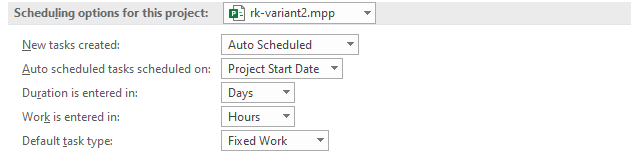 Scheduling options for this project: rk-variant2.mpp
New tasks created: Auto Scheduled
Auto scheduled tasks scheduled on: Project Start Date
Duration is entered in: Days
Work is entered in: Hours
Default task type: Fixed Work